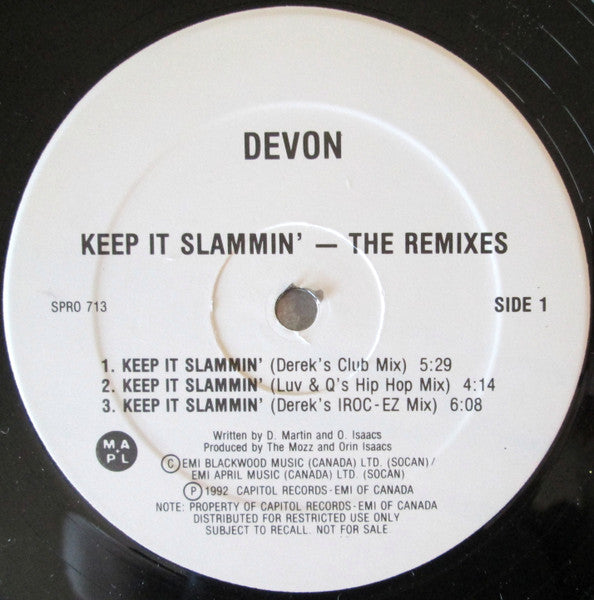 DEVON
KEEP IT SLAMMIN' — THE REMIXES
SPRO 713
SIDE 1
1. KEEP IT SLAMMIN' (Derek's Club Mix) 5:29
2. KEEP IT SLAMMIN' (Luv & Q's Hip Hop Mix) 4:14
3. KEEP IT SLAMMIN' (Derek's IROC-EZ Mix) 6:08
M A
P L
Written by D. Martin and O. Isaacs
Produced by The Mozz and Orin Isaacs
Ⓒ EMI BLACKWOOD MUSIC (CANADA) LTD. (SOCAN)/
EMI APRIL MUSIC (CANADA) LTD. (SOCAN)
Ⓟ 1992 CAPITOL RECORDS-EMI OF CANADA
NOTE: PROPERTY OF CAPITOL RECORDS-EMI OF CANADA
DISTRIBUTED FOR RESTRICTED USE ONLY
SUBJECT TO RECALL. NOT FOR SALE.